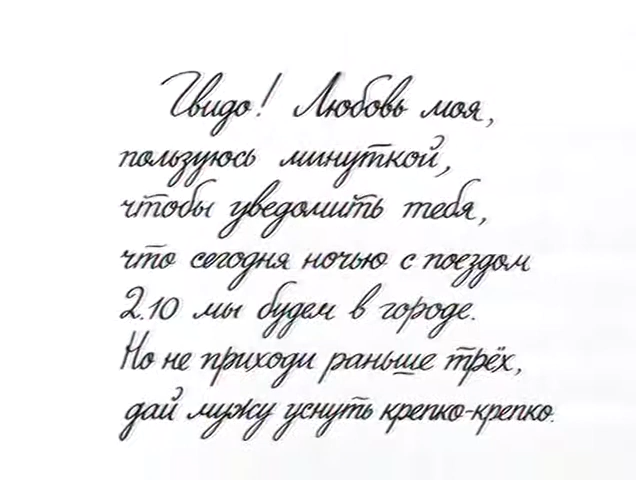 Гвидо! Любовь моя,
пользуюсь минуткой,
чтобы уведомить тебя,
что сегодня ночью с поездом
2.10 мы будем в городе.
Но не приходи раньше трёх,
дай мужу уснуть крепко-крепко.